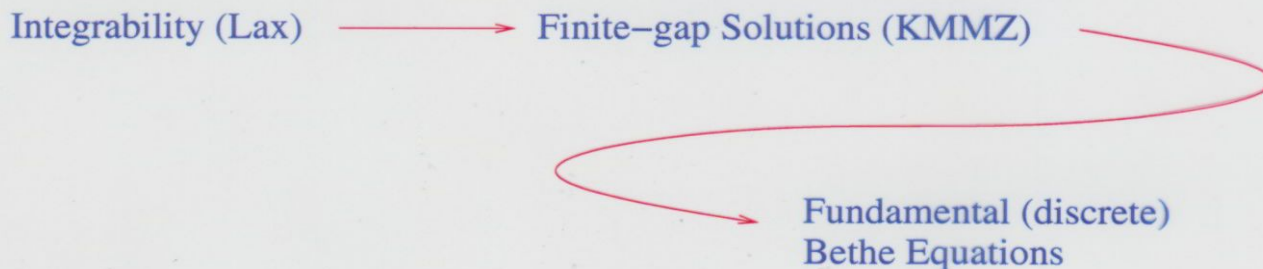 Integrability (Lax)
Finite-gap Solutions (KMMZ)
Fundamental (discrete)
Bethe Equations